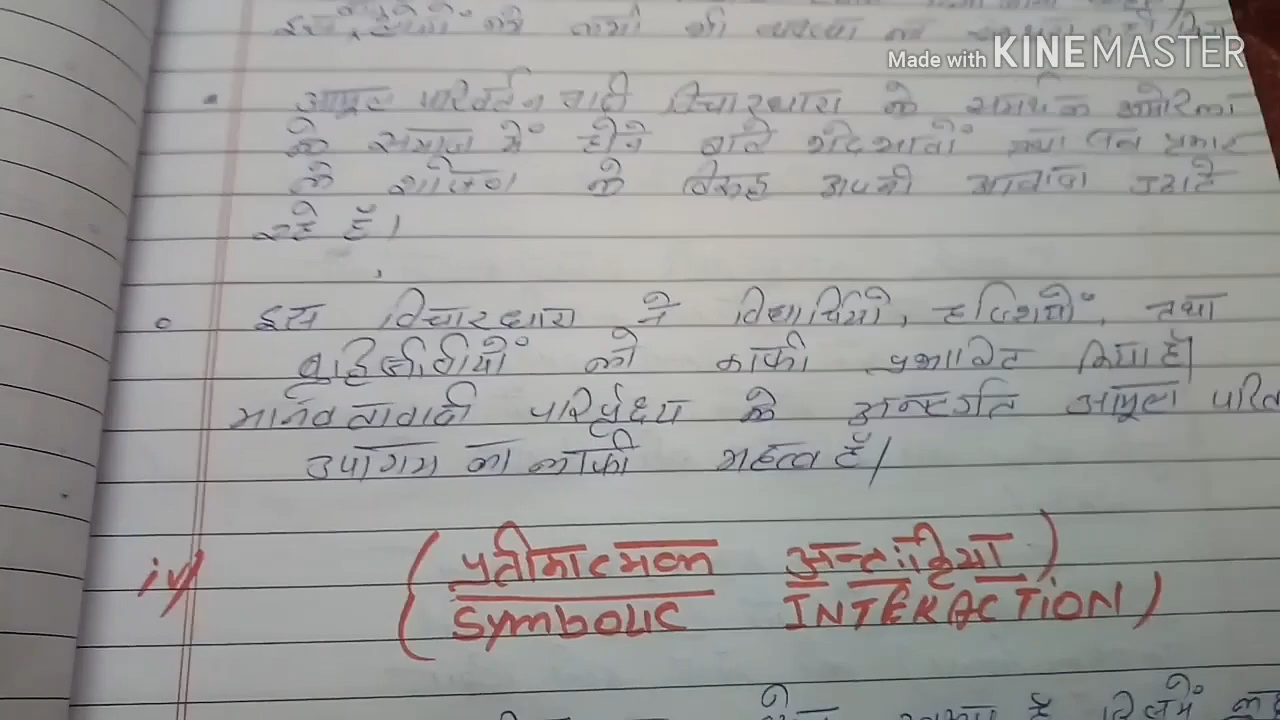 Made with KINEMASTER
की व्यवस्था का
• आमूल परिवर्तनवादी विचारधारा के समर्थक अमेरिका
के समाज में होने वाले भेदभावों तथा सब प्रकार
के शोषण के विरुद्ध अपनी आवाज उठाते
रहे हैं।
• इस विचारधारा ने विद्यार्थियों, हब्शियों, तथा
बुद्धिजीवीयों को काफी प्रभावित किया है।
मानवतावादी परिप्रेक्ष्य के अन्तर्गत आमूल परिव
उपागम का काफी महत्व है।
iv) (प्रतीकात्मक अन्तःक्रिया)
(SYMBOLIC INTERACTION)